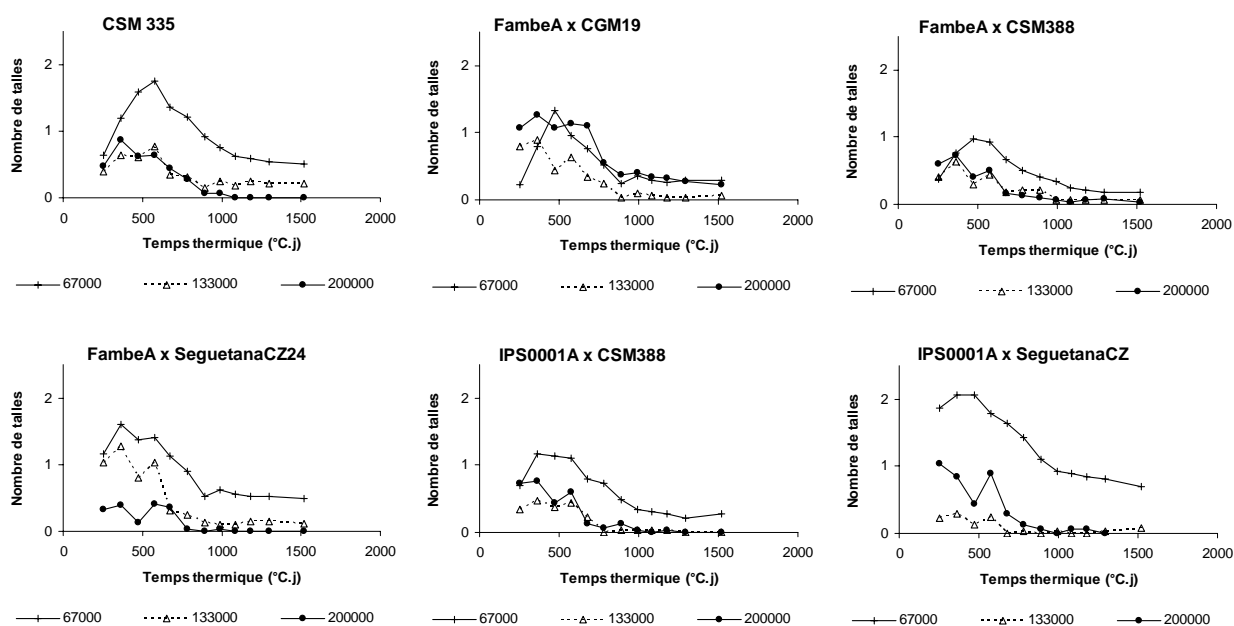 CSM 335
Nombre de talles
2
1
0
0 500 1000 1500 2000
Temps thermique (°C.j)
67000 133000 200000
FambeA x CGM19
Nombre de talles
2
1
0
0 500 1000 1500 2000
Temps thermique (°C.j)
67000 133000 200000
FambeA x CSM388
Nombre de talles
2
1
0
0 500 1000 1500 2000
Temps thermique (°C.j)
67000 133000 200000
FambeA x SeguetanaCZ24
Nombre de talles
2
1
0
0 500 1000 1500 2000
Temps thermique (°C.j)
67000 133000 200000
IPS0001A x CSM388
Nombre de talles
2
1
0
0 500 1000 1500 2000
Temps thermique (°C.j)
67000 133000 200000
IPS0001A x SeguetanaCZ
Nombre de talles
2
1
0
0 500 1000 1500 2000
Temps thermique (°C.j)
67000 133000 200000